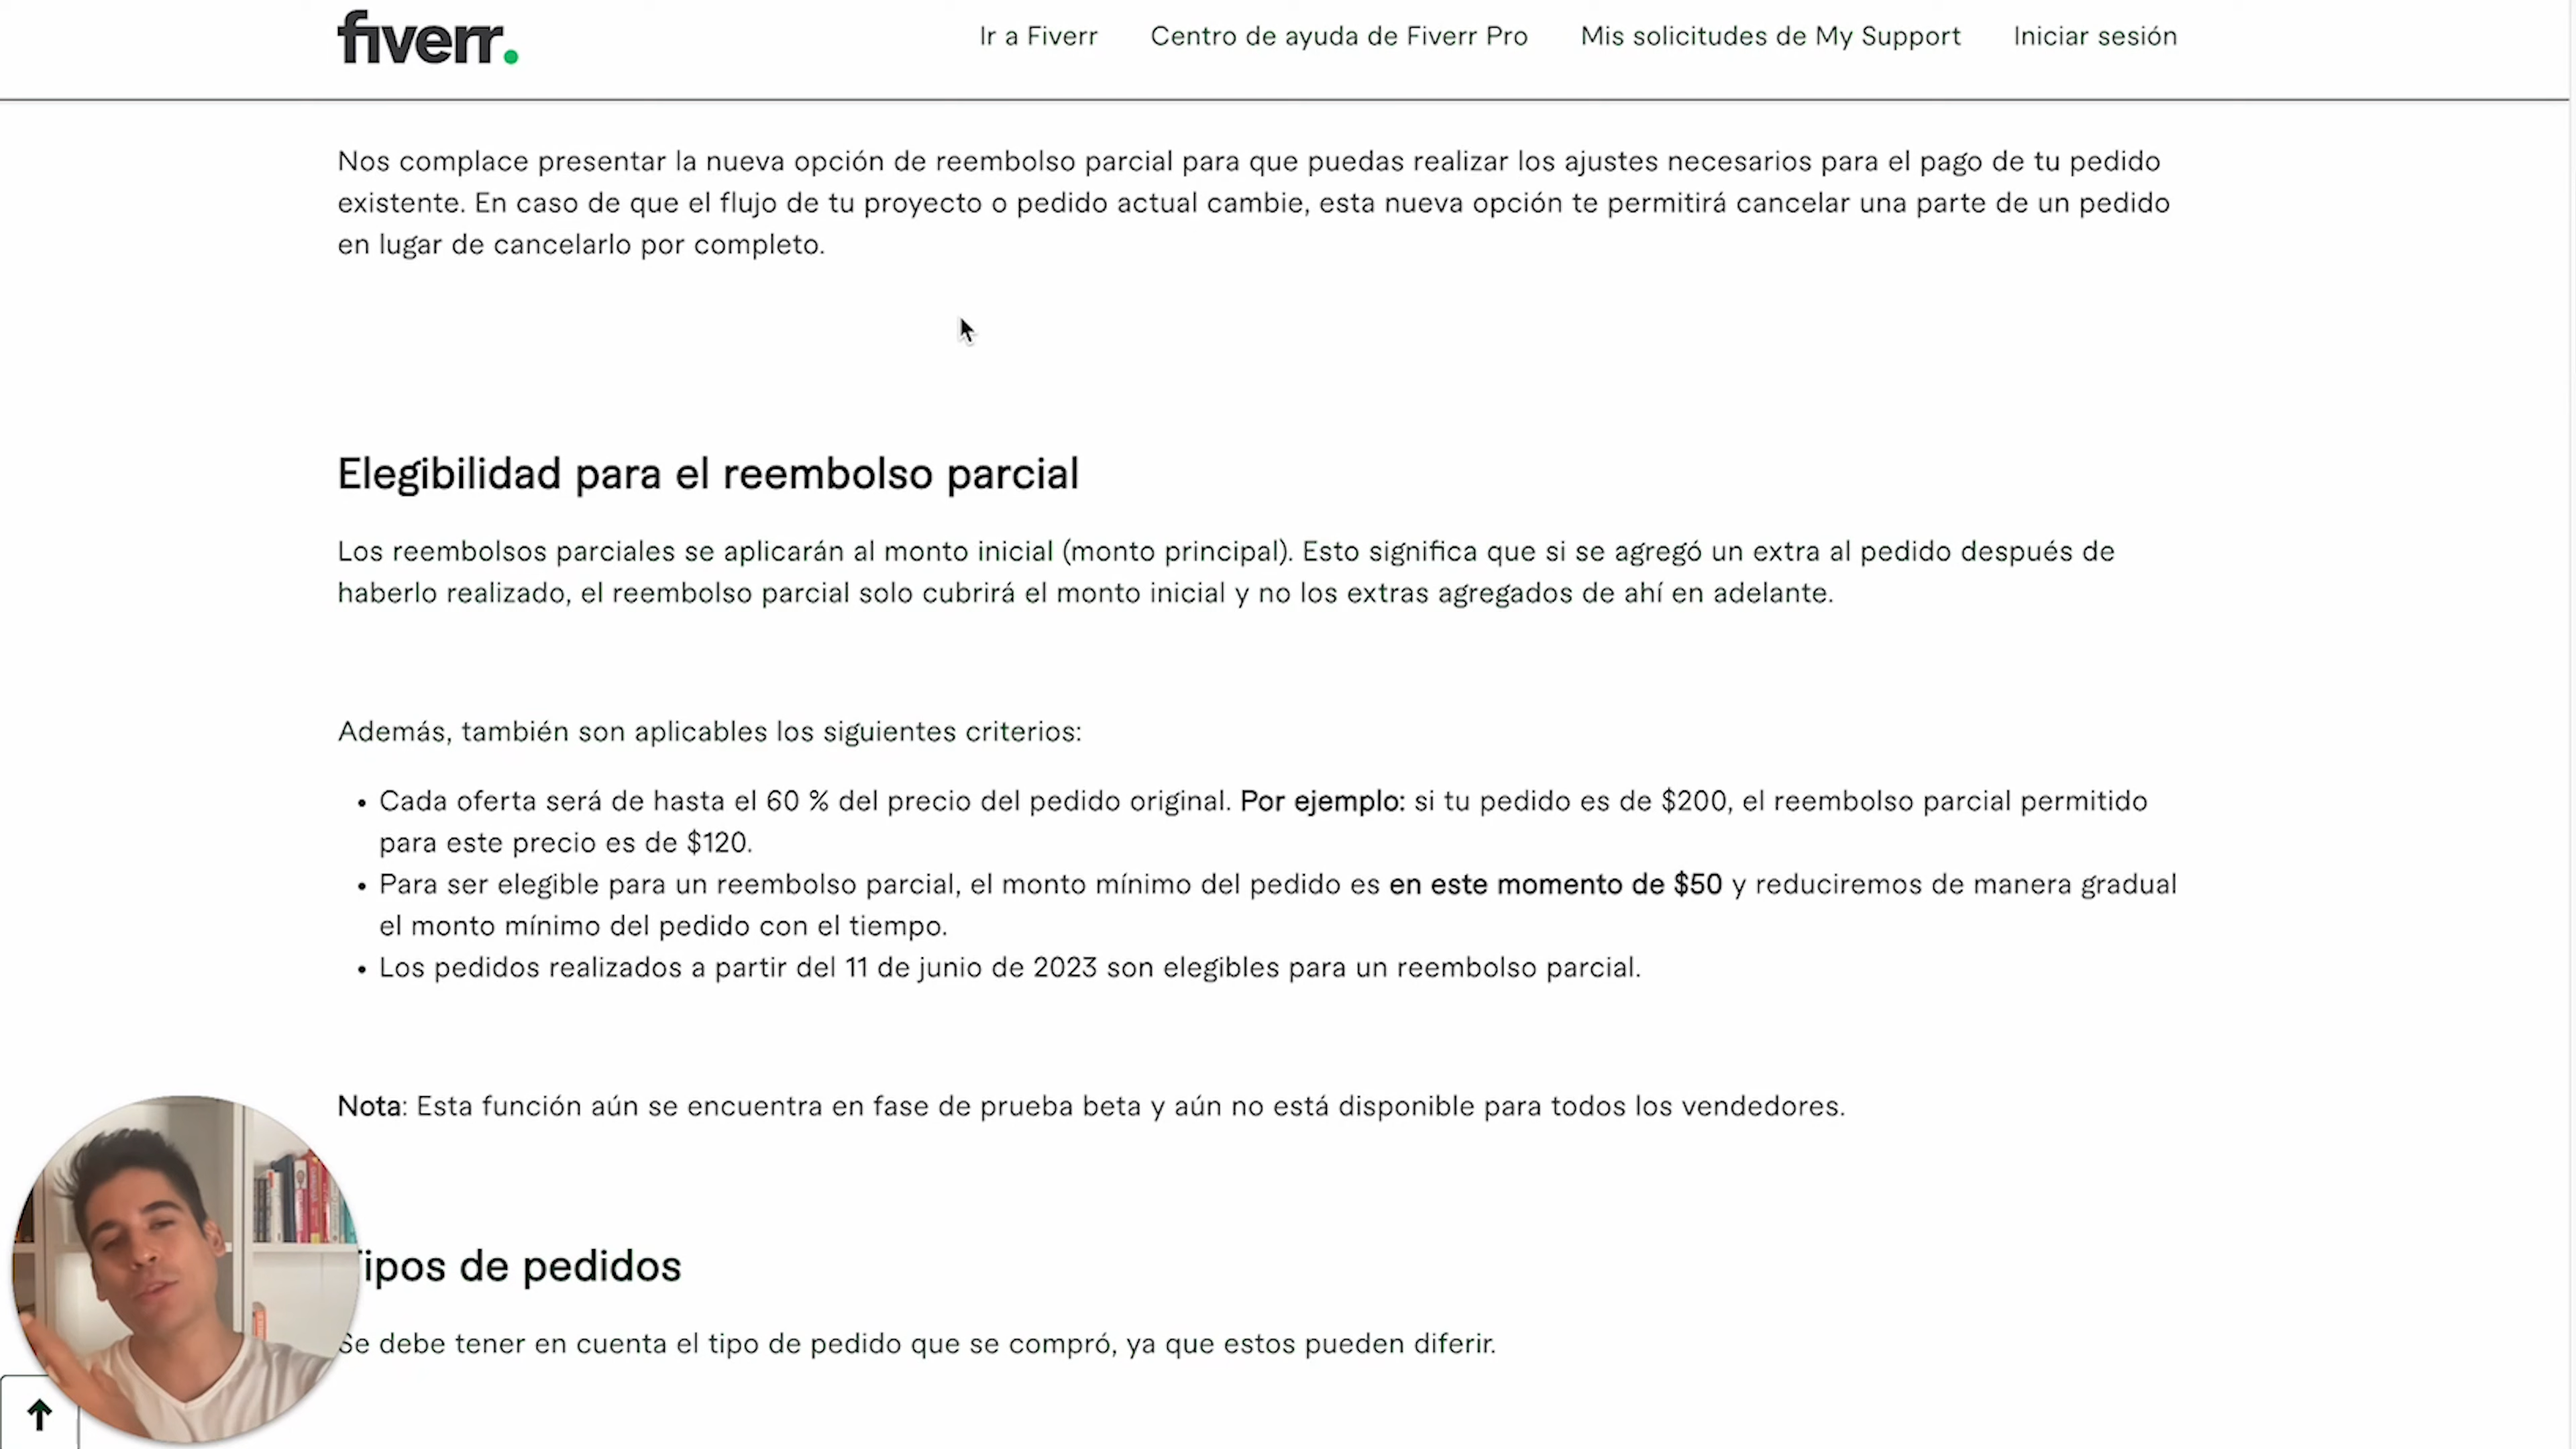 fiverr.
Ir a Fiverr Centro de ayuda de Fiverr Pro Mis solicitudes de My Support Iniciar sesión
Nos complace presentar la nueva opción de reembolso parcial para que puedas realizar los ajustes necesarios para el pago de tu pedido
existente. En caso de que el flujo de tu proyecto o pedido actual cambie, esta nueva opción te permitirá cancelar una parte de un pedido
en lugar de cancelarlo por completo.
Elegibilidad para el reembolso parcial
Los reembolsos parciales se aplicarán al monto inicial (monto principal). Esto significa que si se agregó un extra al pedido después de
haberlo realizado, el reembolso parcial solo cubrirá el monto inicial y no los extras agregados de ahí en adelante.
Además, también son aplicables los siguientes criterios:
• Cada oferta será de hasta el 60 % del precio del pedido original. Por ejemplo: si tu pedido es de $200, el reembolso parcial permitido
para este precio es de $120.
• Para ser elegible para un reembolso parcial, el monto mínimo del pedido es en este momento de $50 y reduciremos de manera gradual
el monto mínimo del pedido con el tiempo.
• Los pedidos realizados a partir del 11 de junio de 2023 son elegibles para un reembolso parcial.
Nota: Esta función aún se encuentra en fase de prueba beta y aún no está disponible para todos los vendedores.
ipos de pedidos
Se debe tener en cuenta el tipo de pedido que se compró, ya que estos pueden diferir.